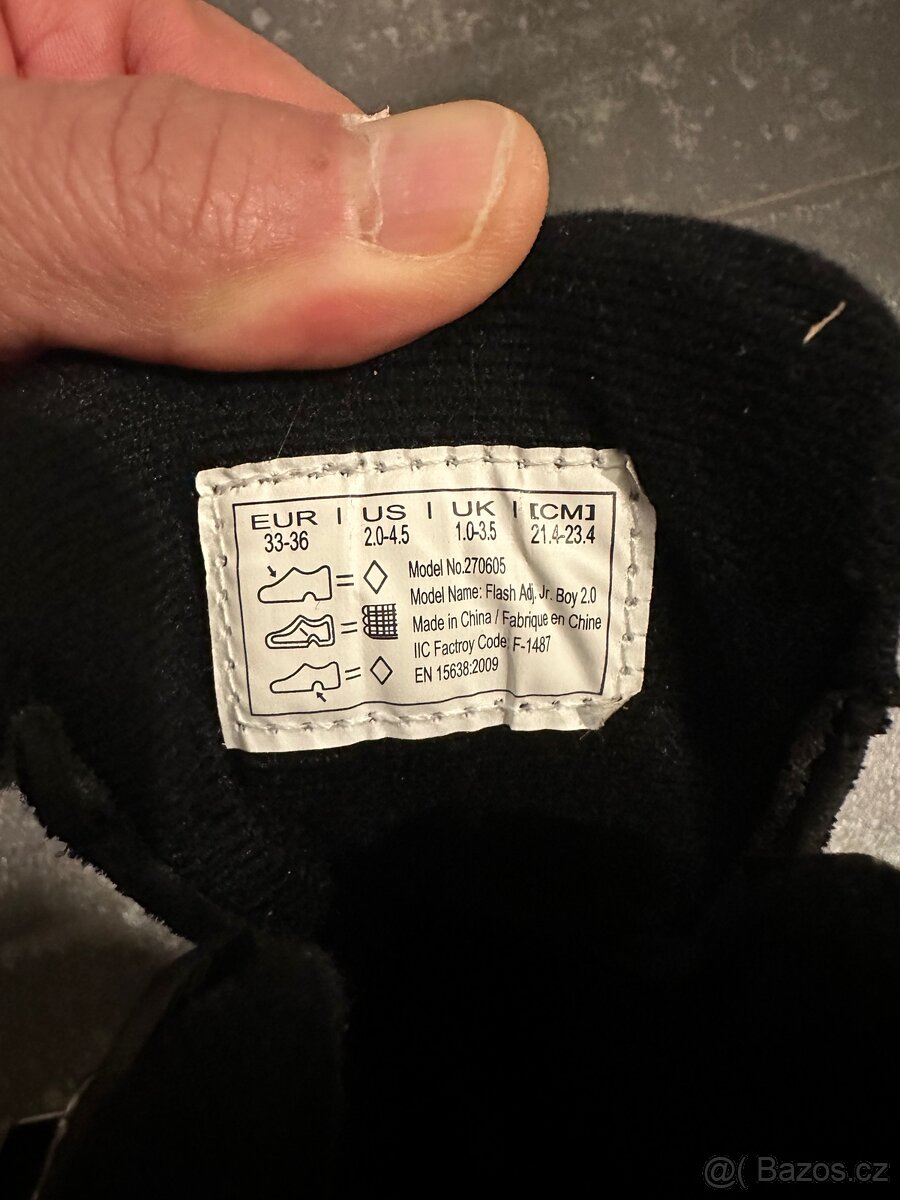 EUR | US | UK | [CM]
33-36 2.0-4.5 1.0-3.5 21.4-23.4
Model No.270605
Model Name: Flash Adj. Jr. Boy 2.0
Made in China / Fabrique en Chine
IIC Factroy Code F-1487
EN 15638:2009
@( Bazos.cz